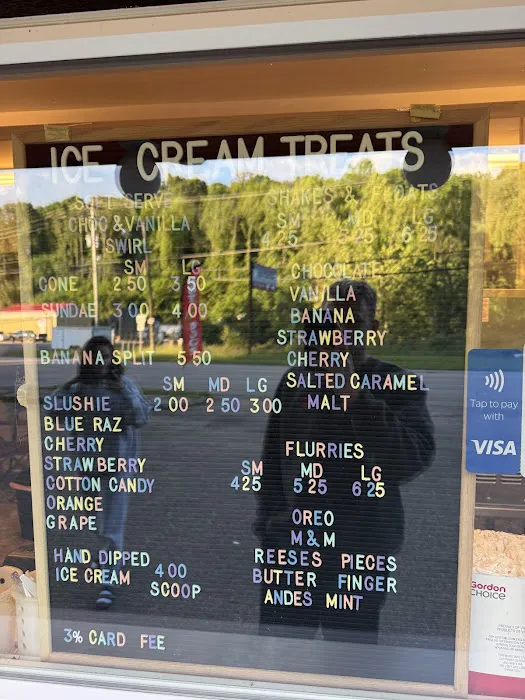 ICE CREAM TREATS
SOFT SERVE
CHOC & VANILLA
SWIRL
SM LG
CONE 2 50 3 50
SUNDAE 3 00 4 00
BANANA SPLIT 5 50
SM MD LG
SLUSHIE 2 00 2 50 3 00
BLUE RAZ
CHERRY
STRAWBERRY
COTTON CANDY
ORANGE
GRAPE
HAND DIPPED
ICE CREAM 4 00
SCOOP
3% CARD FEE
SHAKES &
SM MD LG
4 25 5 25 6 25
CHOCOLATE
VANILLA
BANANA
STRAWBERRY
CHERRY
SALTED CARAMEL
MALT
FLURRIES
SM MD LG
4 25 5 25 6 25
OREO
M & M
REESES PIECES
BUTTER FINGER
ANDES MINT
Tap to pay
with
VISA
Gordon
CHOICE